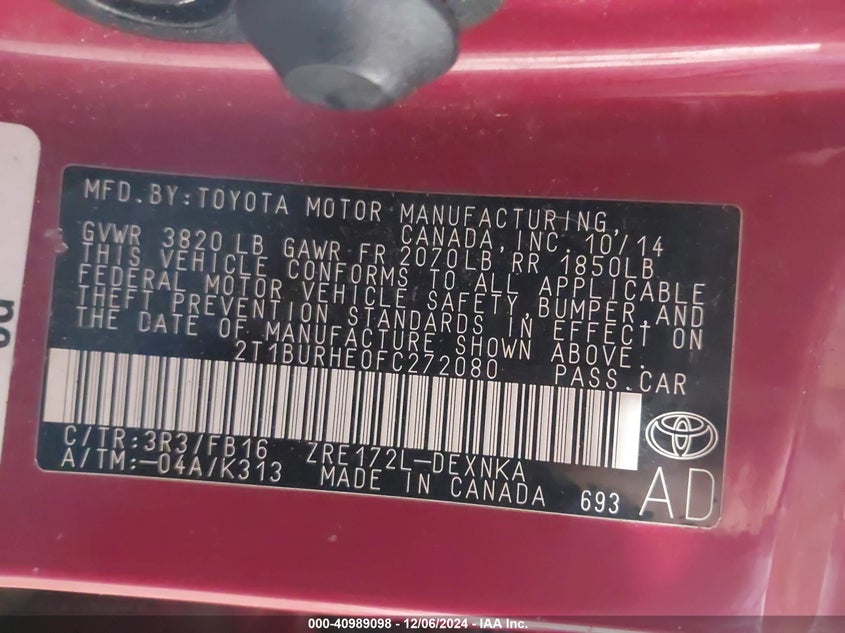 MFD.BY:TOYOTA MOTOR MANUFACTURING,
CANADA,INC. 10/14
GVWR 3820 LB GAWR FR 2070LB RR 1850LB
THIS VEHICLE CONFORMS TO ALL APPLICABLE
FEDERAL MOTOR VEHICLE SAFETY,BUMPER,AND
THEFT PREVENTION STANDARDS IN EFFECT ON
THE DATE OF MANUFACTURE SHOWN ABOVE.
2T1BURHE0FC272080 PASS.CAR
C/TR:3R3/FB16 ZRE172L-DEXNKA
A/TM:-04A/K313 MADE IN CANADA 693 AD
000-40989098 - 12/06/2024 - IAA Inc.